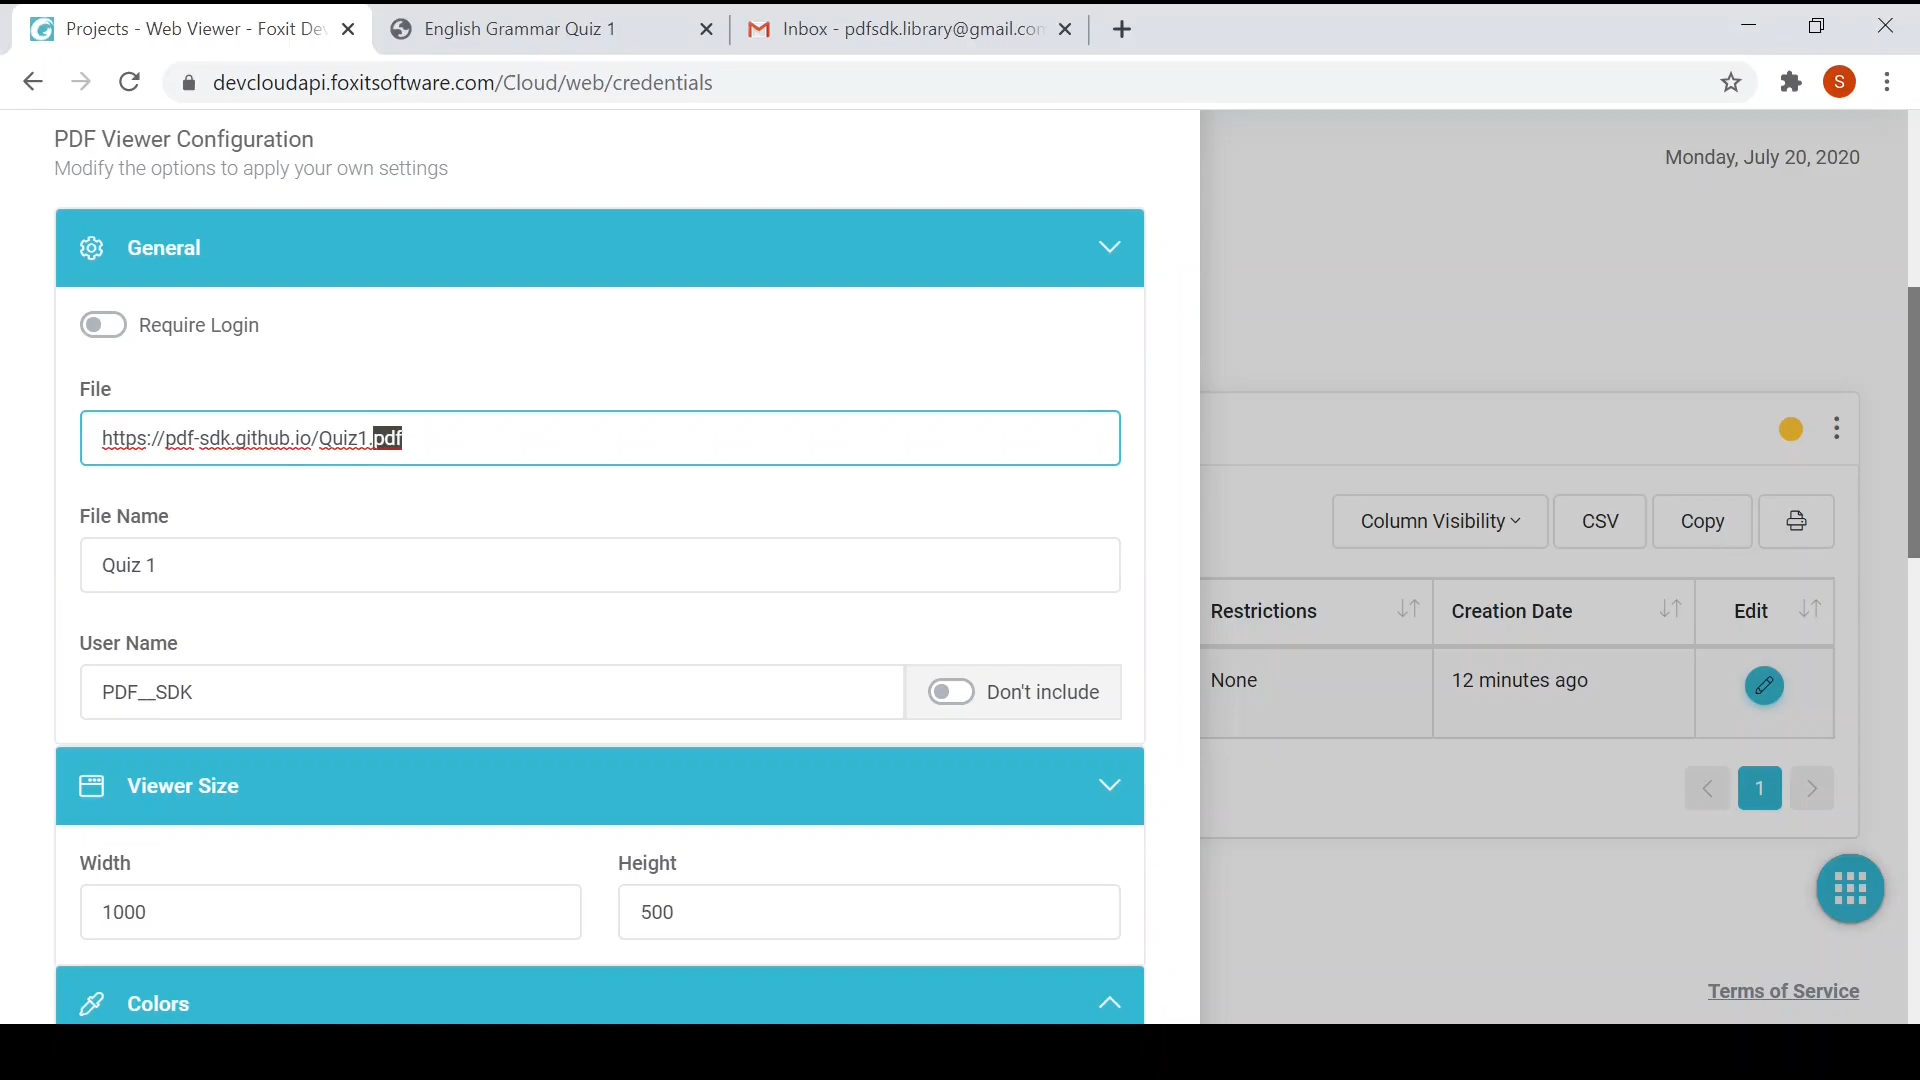 Projects - Web Viewer - Foxit Dev
English Grammar Quiz 1
Inbox - pdfsdk.library@gmail.con
devcloudapi.foxitsoftware.com/Cloud/web/credentials
S
PDF Viewer Configuration
Modify the options to apply your own settings
Monday, July 20, 2020
General
Require Login
File
https://pdf-sdk.github.io/Quiz1.pdf
File Name
Quiz 1
User Name
PDF__SDK
Don't include
Column Visibility
CSV
Copy
Restrictions
Creation Date
Edit
None
12 minutes ago
1
Viewer Size
Width
Height
1000
500
Colors
Terms of Service